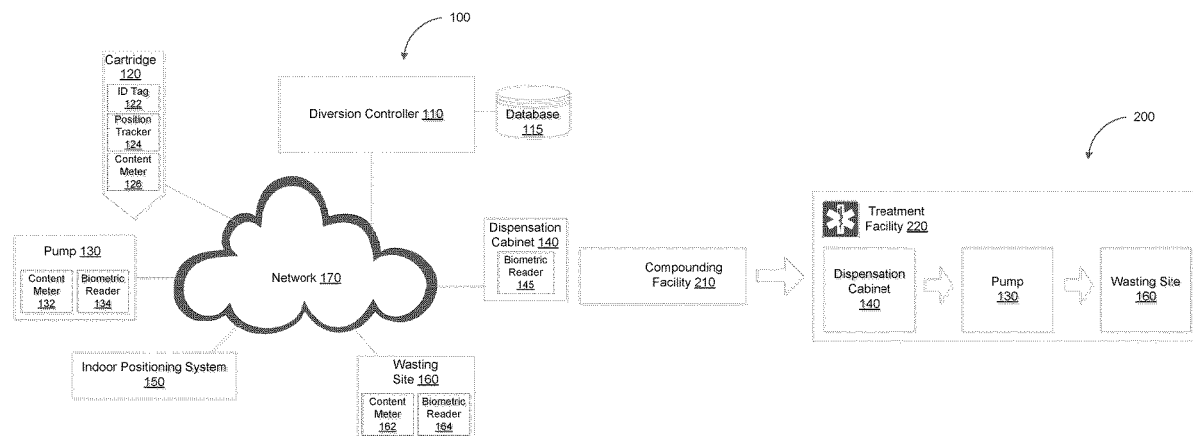 100
Cartridge
120
ID Tag
122
Position
Tracker
124
Content
Meter
126
Diversion Controller 110
Database
115
Pump 130
Content
Meter
132
Biometric
Reader
134
Network 170
Dispensation
Cabinet 140
Biometric
Reader
145
Indoor Positioning System
150
Wasting
Site 160
Content
Meter
162
Biometric
Reader
164
200
Compounding
Facility 210
Treatment
Facility 220
Dispensation
Cabinet
140
Pump
130
Wasting Site
160